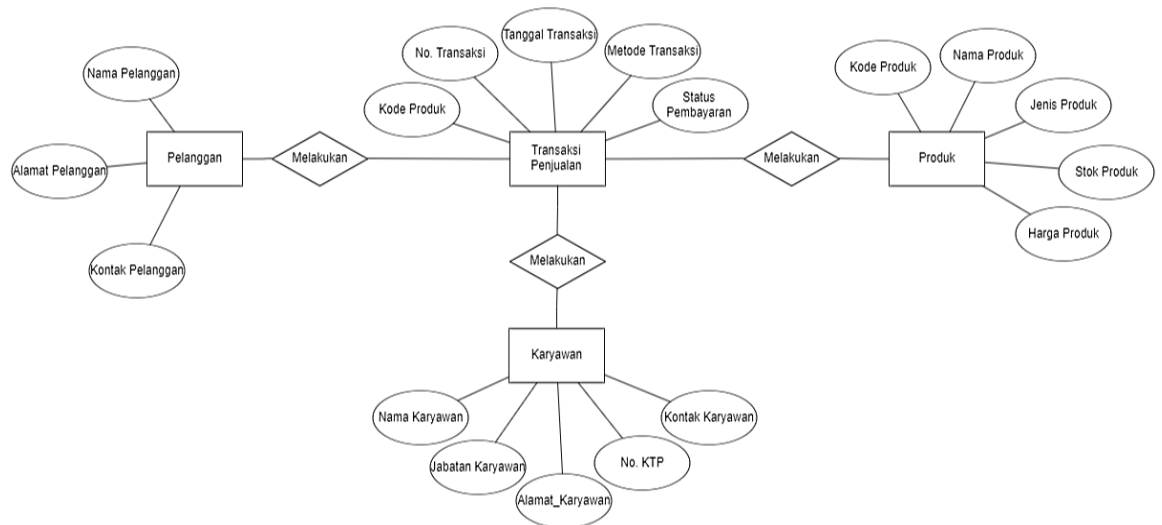 Tanggal Transaksi
No. Transaksi
Metode Transaksi
Nama Produk
Kode Produk
Nama Pelanggan
Kode Produk
Status
Pembayaran
Jenis Produk
Pelanggan
Melakukan
Transaksi
Penjualan
Melakukan
Produk
Alamat Pelanggan
Stok Produk
Harga Produk
Kontak Pelanggan
Melakukan
Karyawan
Nama Karyawan
Kontak Karyawan
Jabatan Karyawan
No. KTP
Alamat_Karyawan